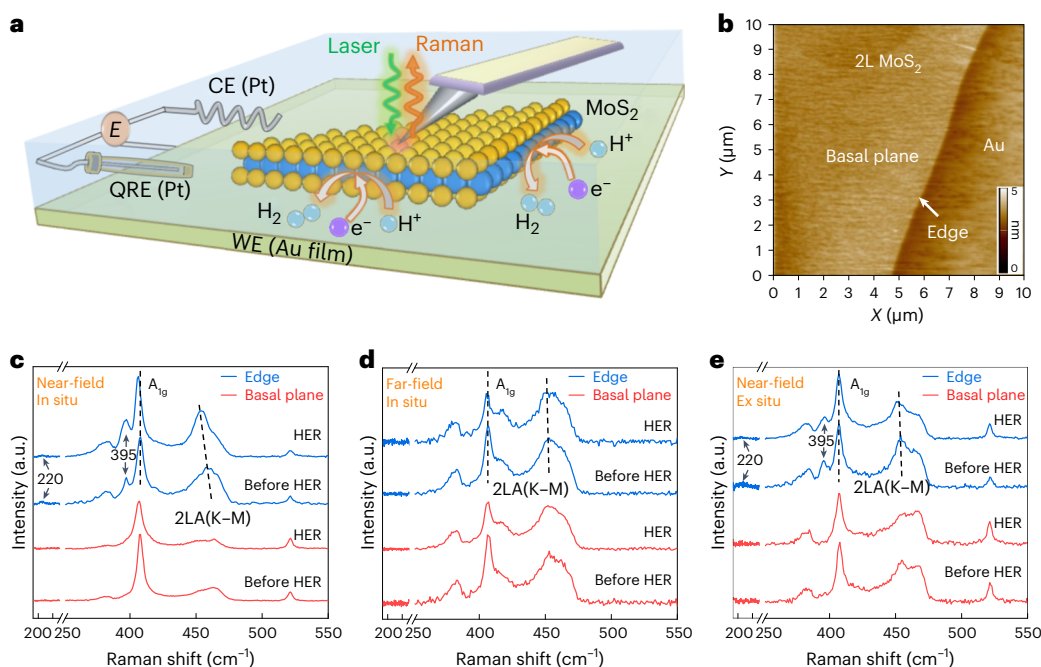 a
Laser
Raman
CE (Pt)
MoS2
E
H+
QRE (Pt)
e−
H2
e−
H+
H2
WE (Au film)
b
10
9
8
7
6
5
4
3
2
1
0
Y (µm)
2L MoS2
Basal plane
Au
Edge
5
nm
0
0 1 2 3 4 5 6 7 8 9 10
X (µm)
c
Near-field
In situ
A1g
Edge
Basal plane
HER
395
220
Before HER
2LA(K–M)
HER
Before HER
Intensity (a.u.)
200 250 400 450 500 550
Raman shift (cm−1)
d
Far-field
In situ
A1g
Edge
Basal plane
HER
Before HER
2LA(K–M)
HER
Before HER
Intensity (a.u.)
200 250 400 450 500 550
Raman shift (cm−1)
e
Near-field
Ex situ
A1g
Edge
Basal plane
HER
395
220
Before HER
2LA(K–M)
HER
Before HER
Intensity (a.u.)
200 250 400 450 500 550
Raman shift (cm−1)